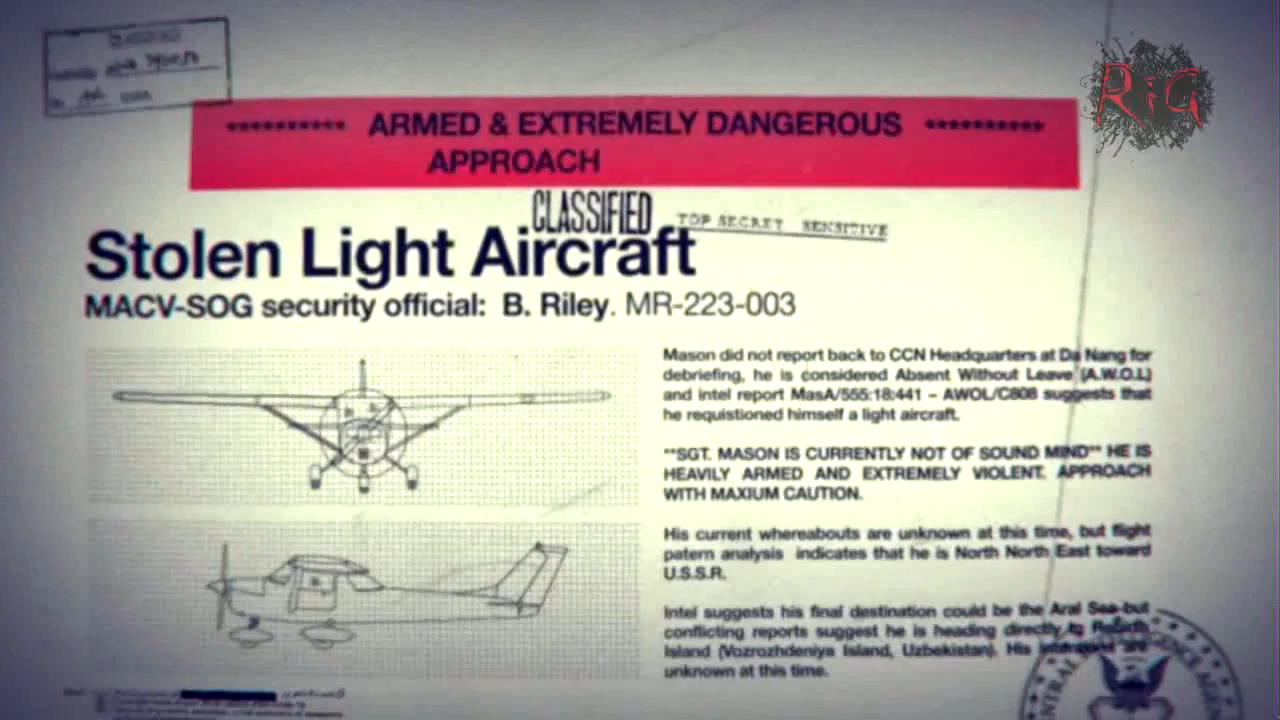 RiG
********** ARMED & EXTREMELY DANGEROUS **********
APPROACH
CLASSIFIED
TOP SECRET SENSITIVE
Stolen Light Aircraft
MACV-SOG security official: B. Riley. MR-223-003
Mason did not report back to CCN Headquarters at Da Nang for
debriefing, he is considered Absent Without Leave (A.W.O.L)
and intel report MasA/555:18:441 – AWOL/C808 suggests that
he requistioned himself a light aircraft.
**SGT. MASON IS CURRENTLY NOT OF SOUND MIND** HE IS
HEAVILY ARMED AND EXTREMELY VIOLENT. APPROACH
WITH MAXIUM CAUTION.
His current whereabouts are unknown at this time, but flight
patern analysis indicates that he is North North East toward
U.S.S.R.
Intel suggests his final destination could be the Aral Sea but
conflicting reports suggest he is heading directly to Rebirth
Island (Vozrozhdeniya Island, Uzbekistan). His are
unknown at this time.